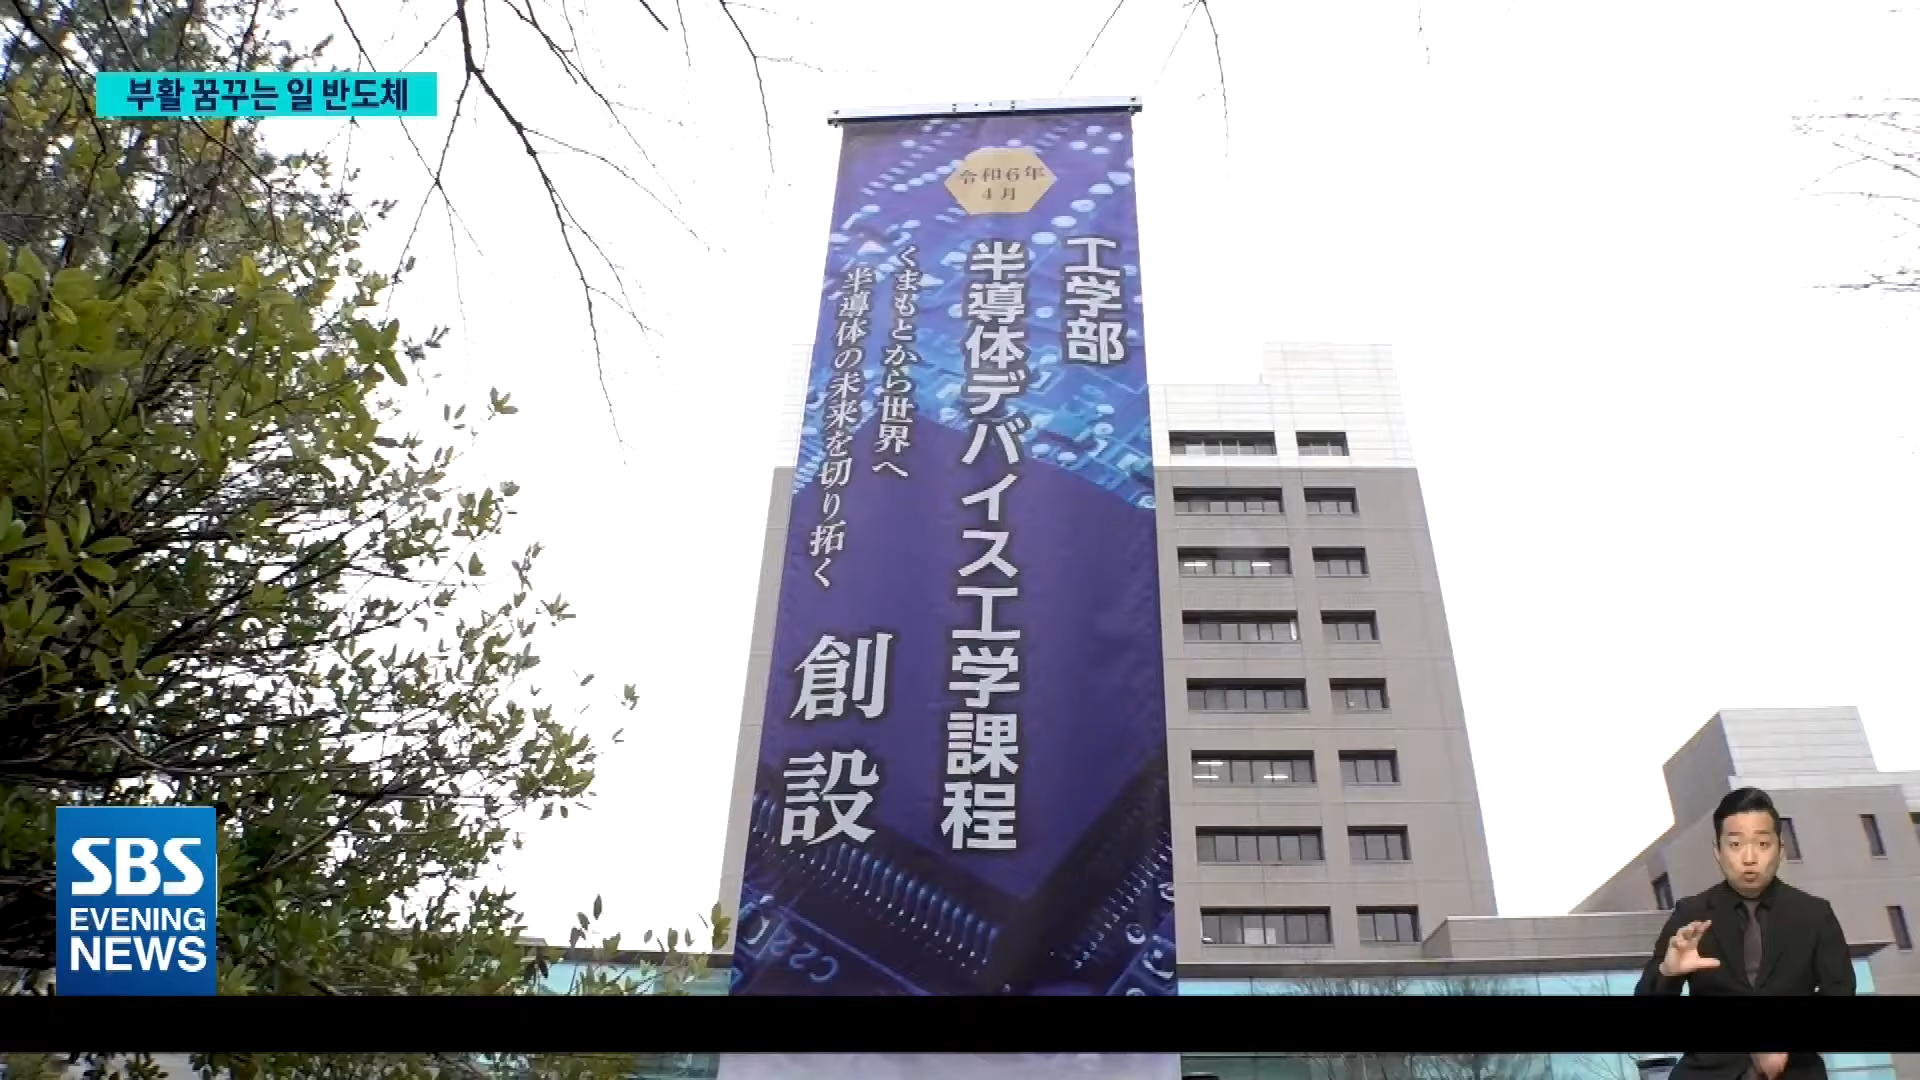 부활 꿈꾸는 일 반도체
令和6年
4月
工学部
半導体デバイス工学課程
くまもとから世界へ
半導体の未来を切り拓く
創設
C22
SBS
EVENING
NEWS